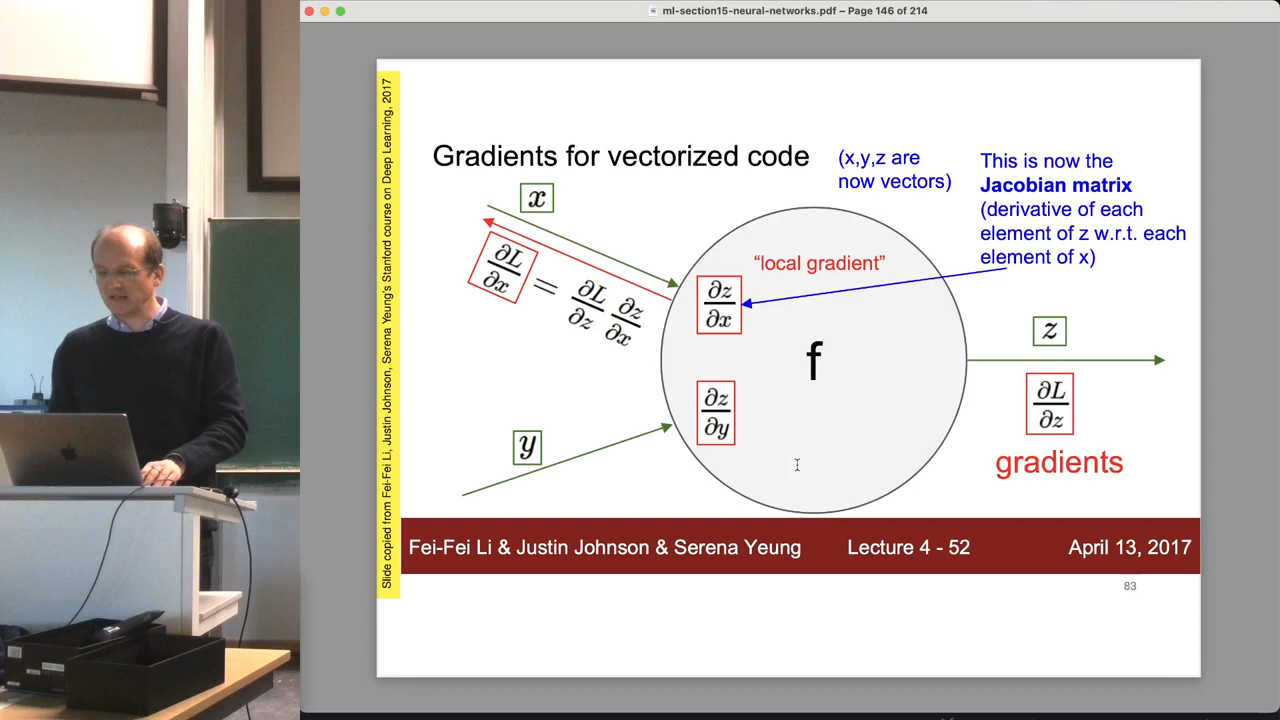 ml-section15-neural-networks.pdf – Page 146 of 214
Slide copied from Fei-Fei Li, Justin Johnson, Serena Yeung's Stanford course on Deep Learning, 2017
Gradients for vectorized code
(x,y,z are
now vectors)
This is now the
Jacobian matrix
(derivative of each
element of z w.r.t. each
element of x)
x
∂L/∂x = ∂L/∂z ∂z/∂x
"local gradient"
∂z/∂x
f
z
∂L/∂z
∂z/∂y
y
gradients
Fei-Fei Li & Justin Johnson & Serena Yeung Lecture 4 - 52 April 13, 2017
83